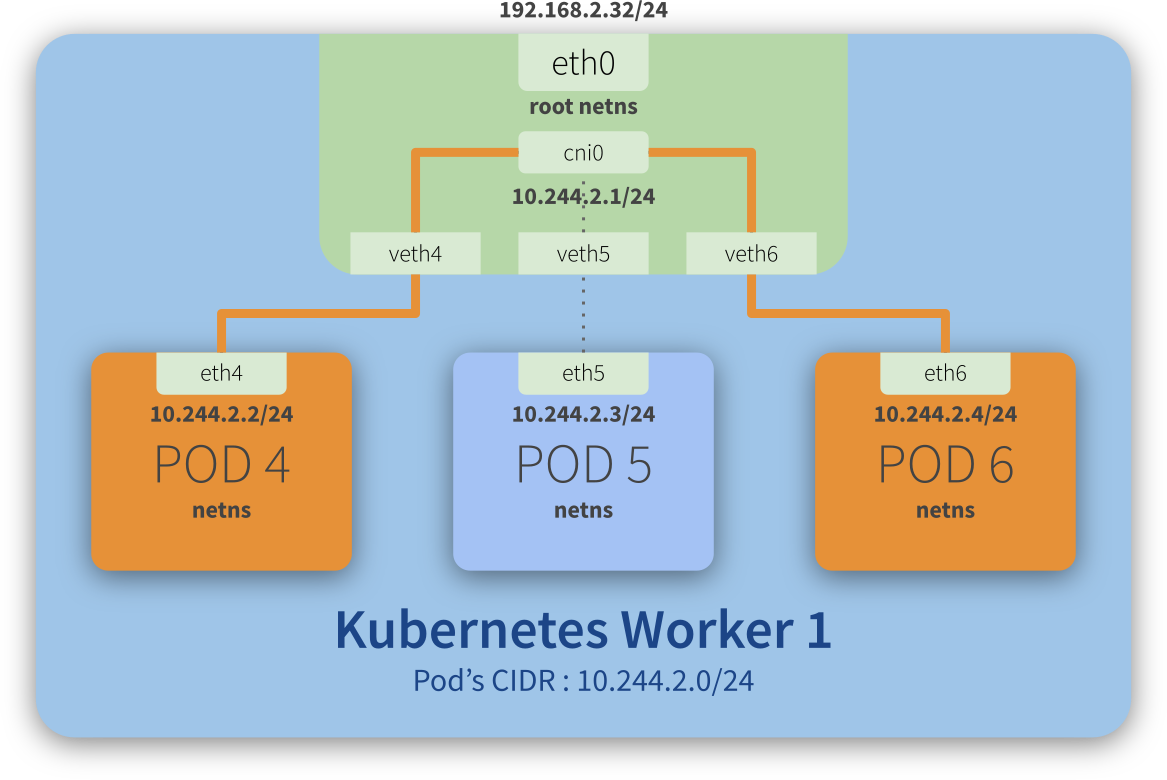 192.168.2.32/24
eth0
root netns
cni0
10.244.2.1/24
veth4
veth5
veth6
eth4
10.244.2.2/24
POD 4
netns
eth5
10.244.2.3/24
POD 5
netns
eth6
10.244.2.4/24
POD 6
netns
Kubernetes Worker 1
Pod’s CIDR : 10.244.2.0/24